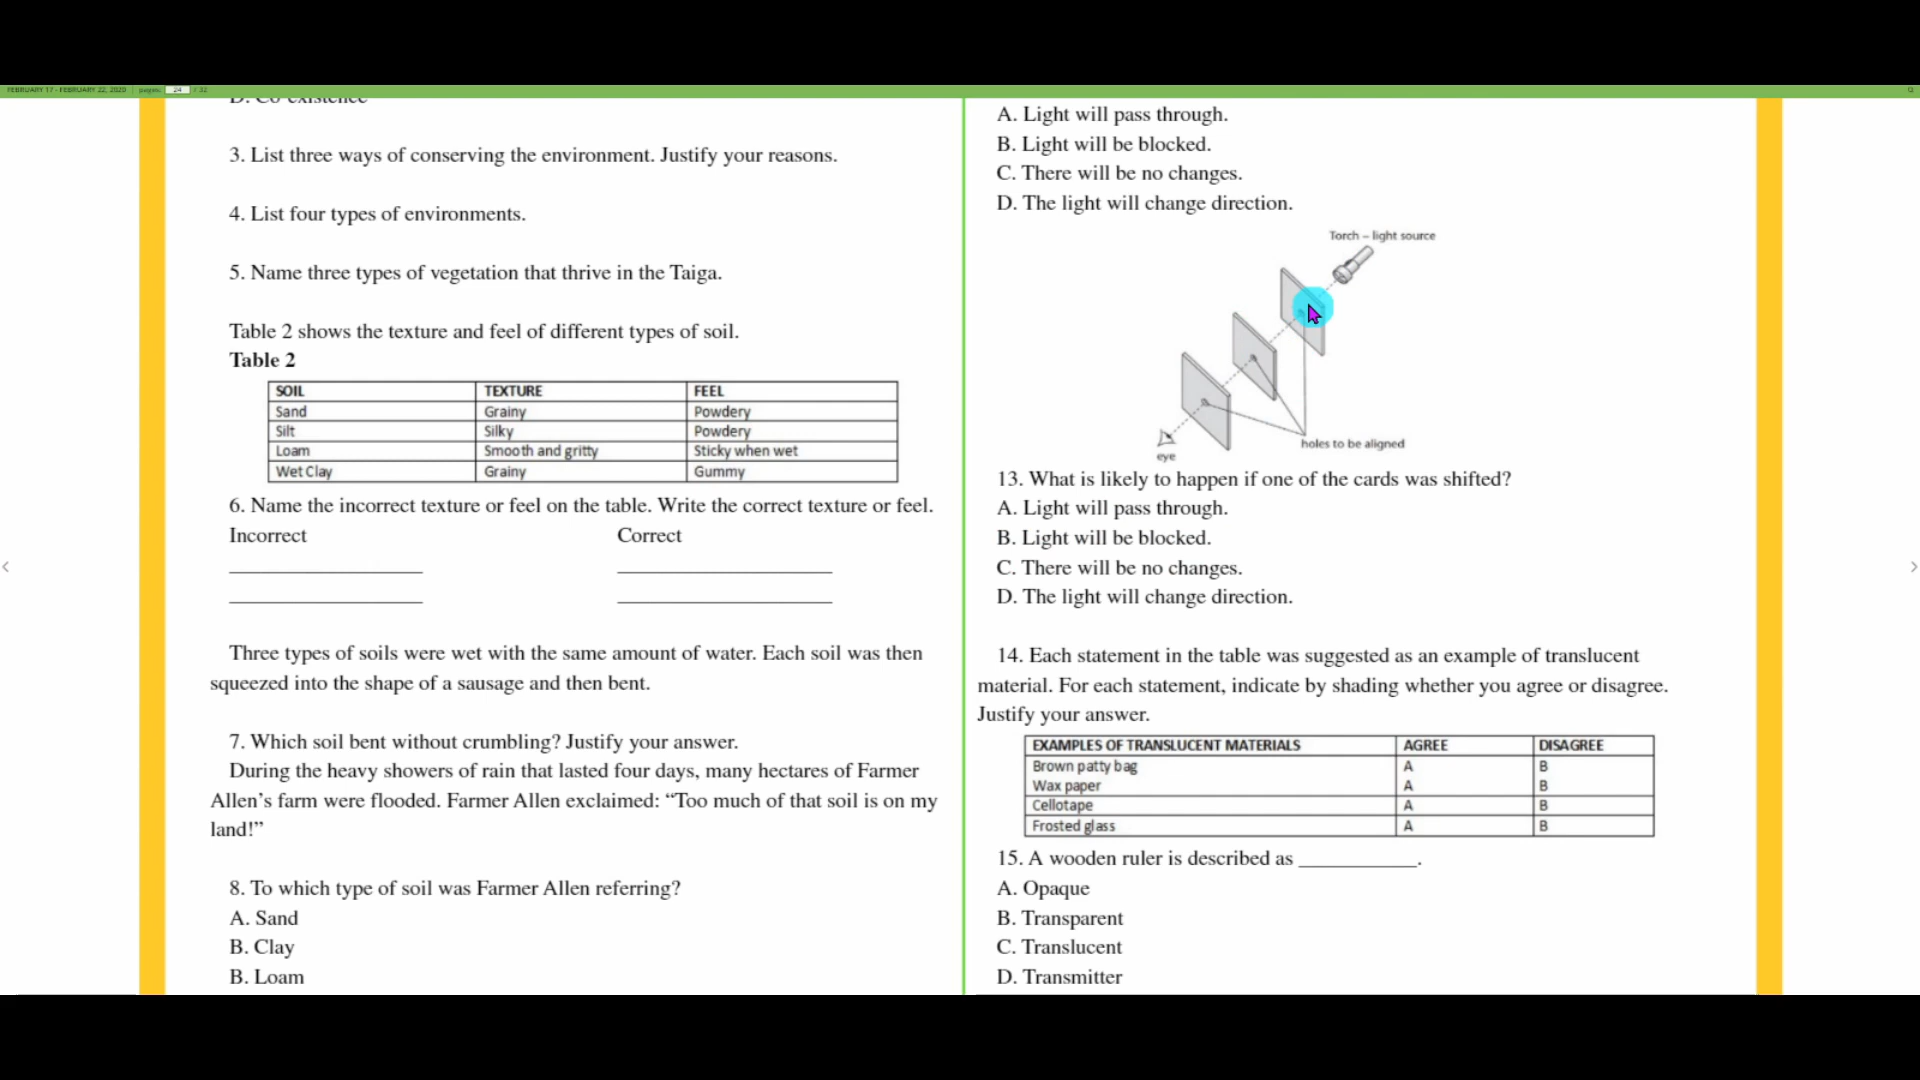 FEBRUARY 17 - FEBRUARY 22, 2020 | pages: 24 / 32
D. Co-existence
3. List three ways of conserving the environment. Justify your reasons.
4. List four types of environments.
5. Name three types of vegetation that thrive in the Taiga.
Table 2 shows the texture and feel of different types of soil.
Table 2
SOIL TEXTURE FEEL
Sand Grainy Powdery
Silt Silky Powdery
Loam Smooth and gritty Sticky when wet
Wet Clay Grainy Gummy
6. Name the incorrect texture or feel on the table. Write the correct texture or feel.
Incorrect Correct
Three types of soils were wet with the same amount of water. Each soil was then
squeezed into the shape of a sausage and then bent.
7. Which soil bent without crumbling? Justify your answer.
During the heavy showers of rain that lasted four days, many hectares of Farmer
Allen’s farm were flooded. Farmer Allen exclaimed: “Too much of that soil is on my
land!”
8. To which type of soil was Farmer Allen referring?
A. Sand
B. Clay
B. Loam
A. Light will pass through.
B. Light will be blocked.
C. There will be no changes.
D. The light will change direction.
Torch – light source
holes to be aligned
eye
13. What is likely to happen if one of the cards was shifted?
A. Light will pass through.
B. Light will be blocked.
C. There will be no changes.
D. The light will change direction.
14. Each statement in the table was suggested as an example of translucent
material. For each statement, indicate by shading whether you agree or disagree.
Justify your answer.
EXAMPLES OF TRANSLUCENT MATERIALS AGREE DISAGREE
Brown patty bag A B
Wax paper A B
Cellotape A B
Frosted glass A B
15. A wooden ruler is described as ___________.
A. Opaque
B. Transparent
C. Translucent
D. Transmitter